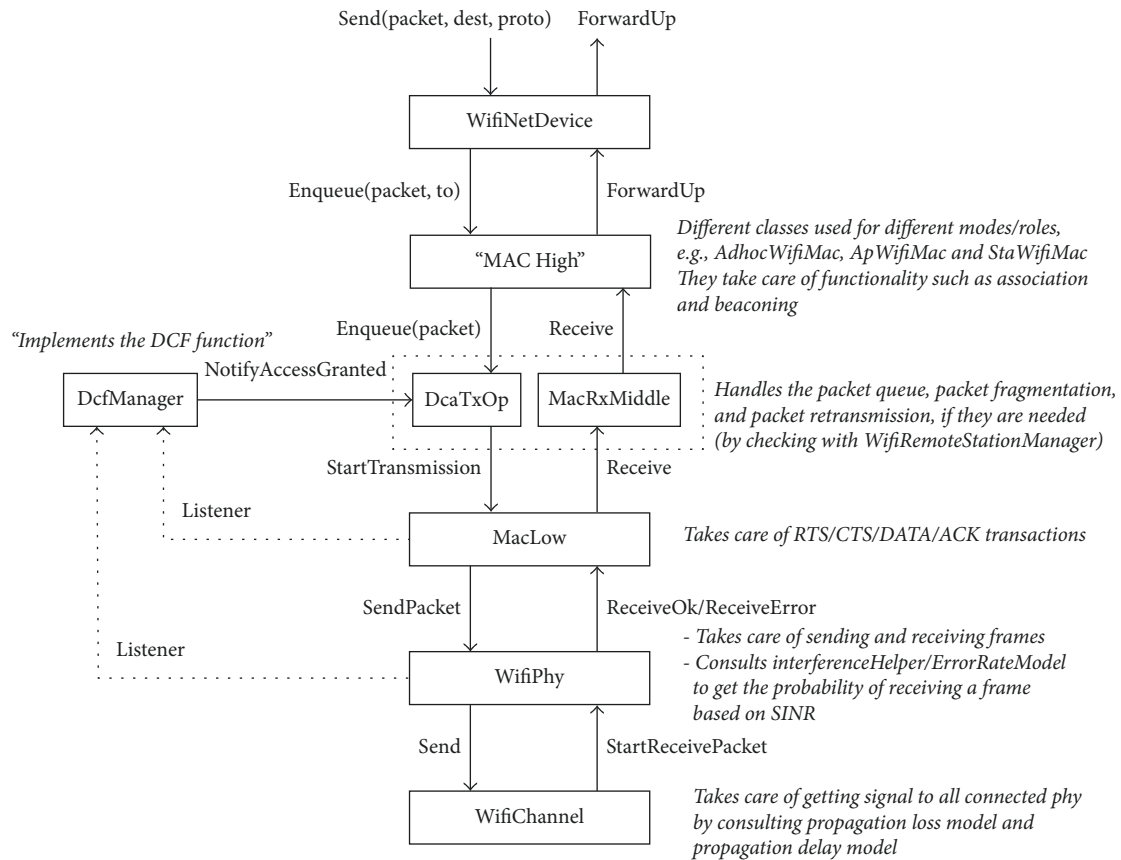 Send(packet, dest, proto)
ForwardUp
WifiNetDevice
Enqueue(packet, to)
ForwardUp
Different classes used for different modes/roles,
e.g., AdhocWifiMac, ApWifiMac and StaWifiMac
They take care of functionality such as association
and beaconing
“MAC High”
Enqueue(packet)
Receive
“Implements the DCF function”
NotifyAccessGranted
DcfManager
DcaTxOp
MacRxMiddle
Handles the packet queue, packet fragmentation,
and packet retransmission, if they are needed
(by checking with WifiRemoteStationManager)
StartTransmission
Receive
Listener
MacLow
Takes care of RTS/CTS/DATA/ACK transactions
SendPacket
ReceiveOk/ReceiveError
- Takes care of sending and receiving frames
- Consults interferenceHelper/ErrorRateModel
to get the probability of receiving a frame
based on SINR
Listener
WifiPhy
Send
StartReceivePacket
WifiChannel
Takes care of getting signal to all connected phy
by consulting propagation loss model and
propagation delay model